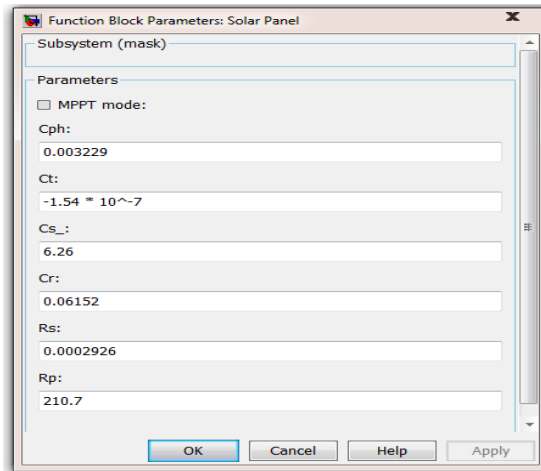 Function Block Parameters: Solar Panel
Subsystem (mask)
Parameters
MPPT mode:
Cph:
0.003229
Ct:
-1.54 * 10^-7
Cs_:
6.26
Cr:
0.06152
Rs:
0.0002926
Rp:
210.7
OK Cancel Help Apply